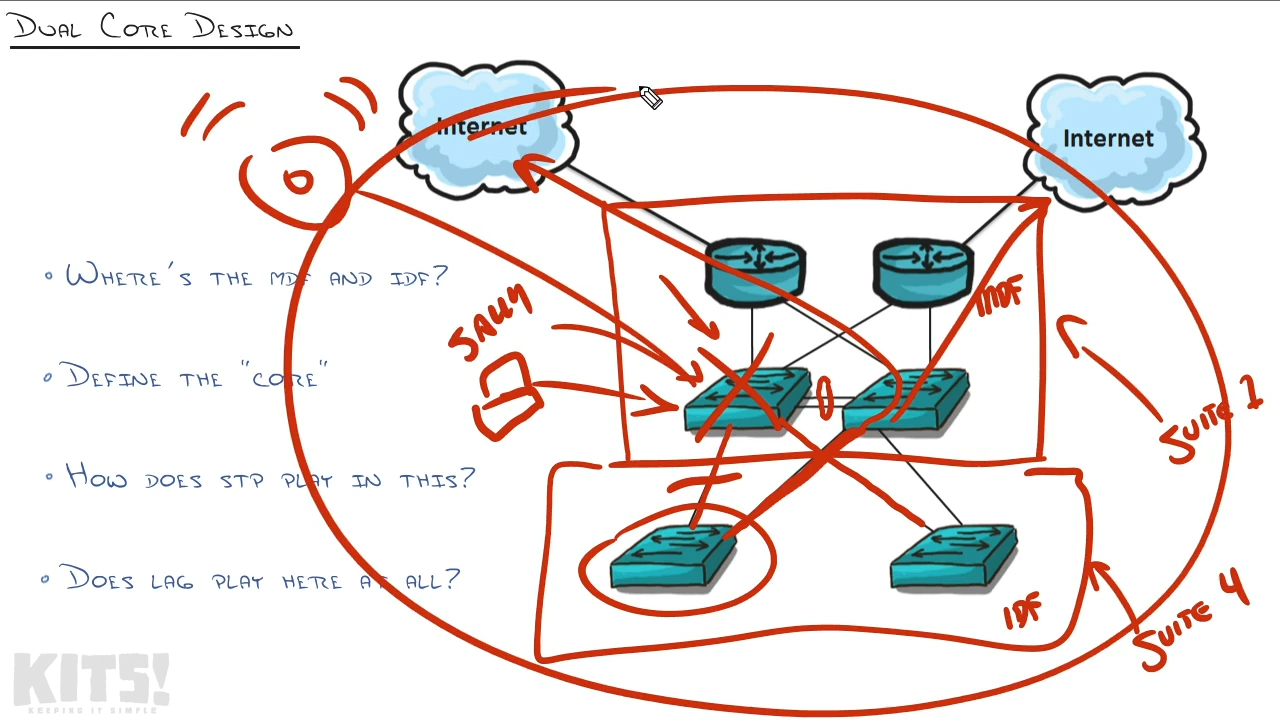 Dual Core Design
Internet
Internet
• Where's the MDF and IDF?
MDF
Sally
• Define the "core"
Suite 1
• How does STP play in this?
• Does LAG play here at all?
IDF
Suite 4
KITS!
KEEPING IT SIMPLE